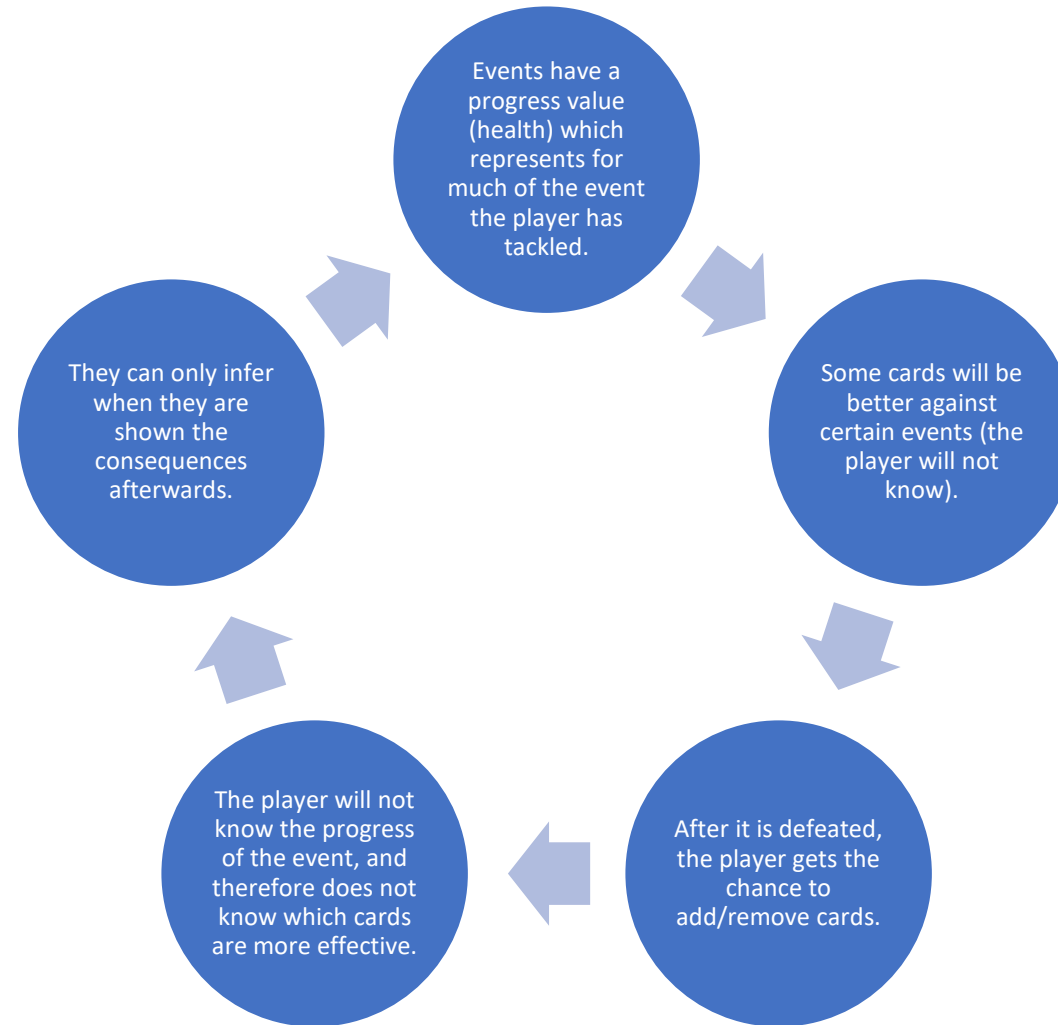 Events have a
progress value
(health) which
represents for
much of the event
the player has
tackled.
Some cards will be
better against
certain events (the
player will not
know).
After it is defeated,
the player gets the
chance to
add/remove cards.
The player will not
know the progress
of the event, and
therefore does not
know which cards
are more effective.
They can only infer
when they are
shown the
consequences
afterwards.